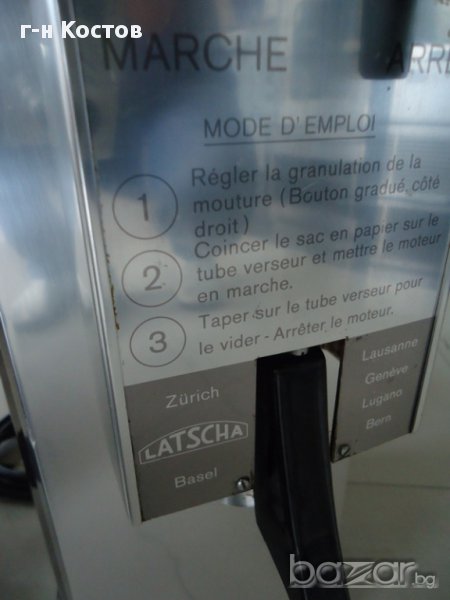 г-н Костов
MARCHE ARRÊ
MODE D'EMPLOI
1 Régler la granulation de la
mouture (Bouton gradué, côté
droit)
2 Coincer le sac en papier sur le
tube verseur et mettre le moteur
en marche.
3 Taper sur le tube verseur pour
le vider - Arrêter le moteur.
Zürich
LATSCHA
Basel
Lausanne
Genève
Lugano
Bern
bazar.bg